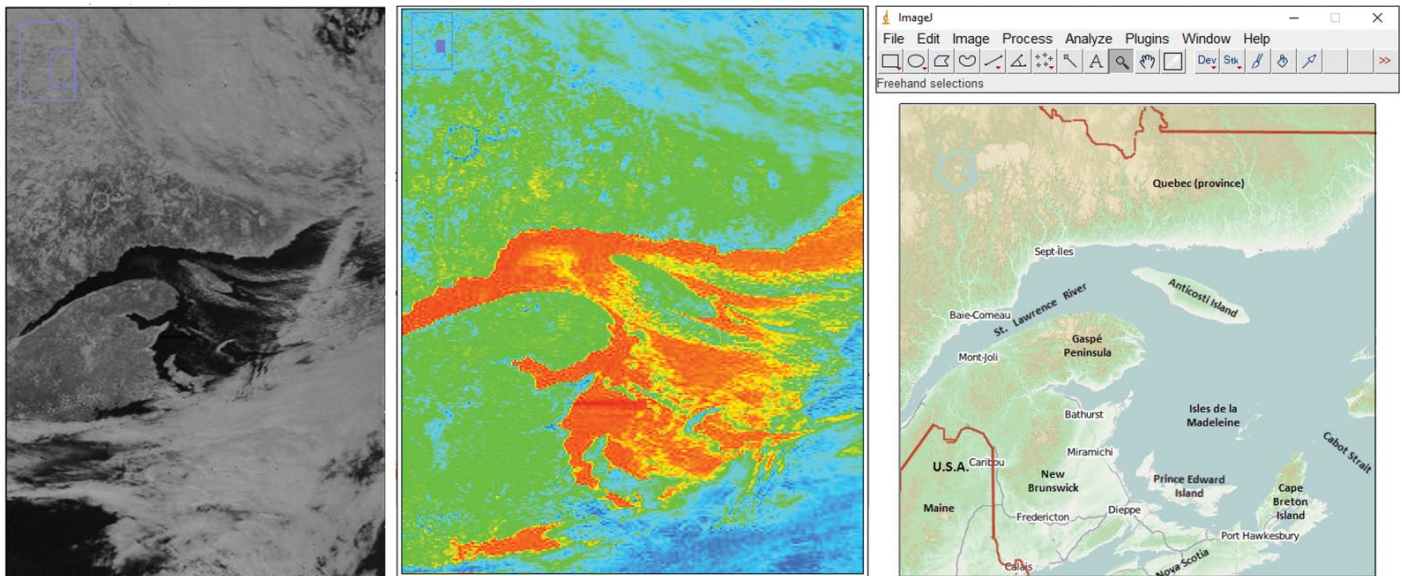 ImageJ
File Edit Image Process Analyze Plugins Window Help
A Dev Stk >>
Freehand selections
Quebec (province)
Sept-Îles
Anticosti Island
St. Lawrence River
Baie-Comeau
Gaspé
Peninsula
Mont-Joli
Isles de la
Madeleine
Bathurst
Cabot Strait
Miramichi
U.S.A.
Caribou
New
Brunswick
Prince Edward
Island
Cape
Breton
Island
Maine
Fredericton
Dieppe
Port Hawkesbury
Nova Scotia
Calais